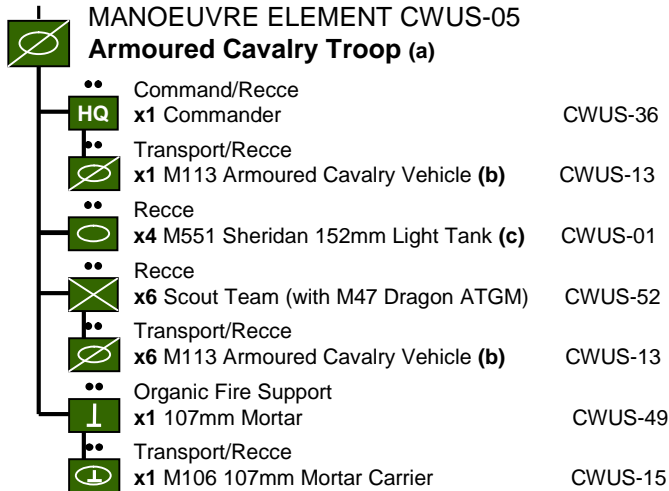 MANOEUVRE ELEMENT CWUS-05
Armoured Cavalry Troop (a)
Command/Recce
HQ x1 Commander CWUS-36
Transport/Recce
x1 M113 Armoured Cavalry Vehicle (b) CWUS-13
Recce
x4 M551 Sheridan 152mm Light Tank (c) CWUS-01
Recce
x6 Scout Team (with M47 Dragon ATGM) CWUS-52
Transport/Recce
x6 M113 Armoured Cavalry Vehicle (b) CWUS-13
Organic Fire Support
x1 107mm Mortar CWUS-49
Transport/Recce
x1 M106 107mm Mortar Carrier CWUS-15